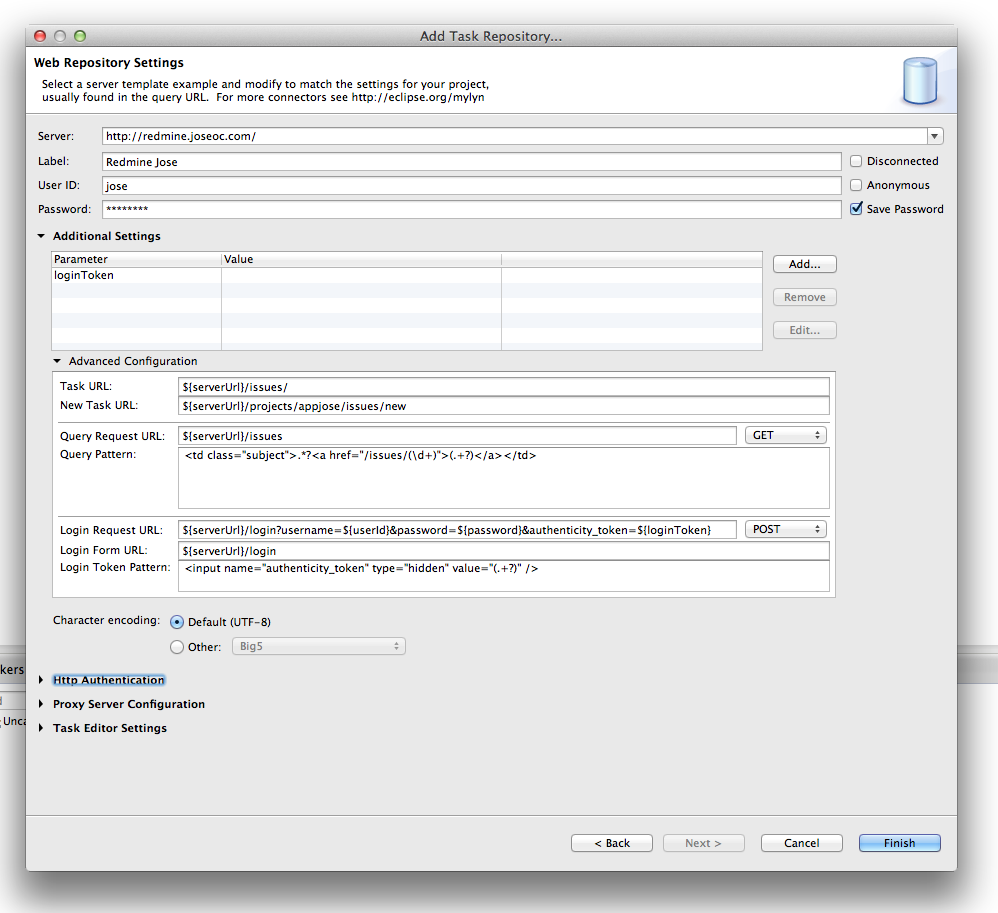 Add Task Repository...
Web Repository Settings
Select a server template example and modify to match the settings for your project,
usually found in the query URL.  For more connectors see http://eclipse.org/mylyn
Server: http://redmine.joseoc.com/
Label: Redmine Jose Disconnected
User ID: jose Anonymous
Password: ******** Save Password
Additional Settings
Parameter Value
loginToken
Add...
Remove
Edit...
Advanced Configuration
Task URL: ${serverUrl}/issues/
New Task URL: ${serverUrl}/projects/appjose/issues/new
Query Request URL: ${serverUrl}/issues GET
Query Pattern: <td class="subject">.*?<a href="/issues/(\d+)">(.+?)</a></td>
Login Request URL: ${serverUrl}/login?username=${userId}&password=${password}&authenticity_token=${loginToken} POST
Login Form URL: ${serverUrl}/login
Login Token Pattern: <input name="authenticity_token" type="hidden" value="(.+?)" />
Character encoding: Default (UTF-8)
Other: Big5
kers
Http Authentication
Proxy Server Configuration
Unca
Task Editor Settings
< Back Next > Cancel Finish